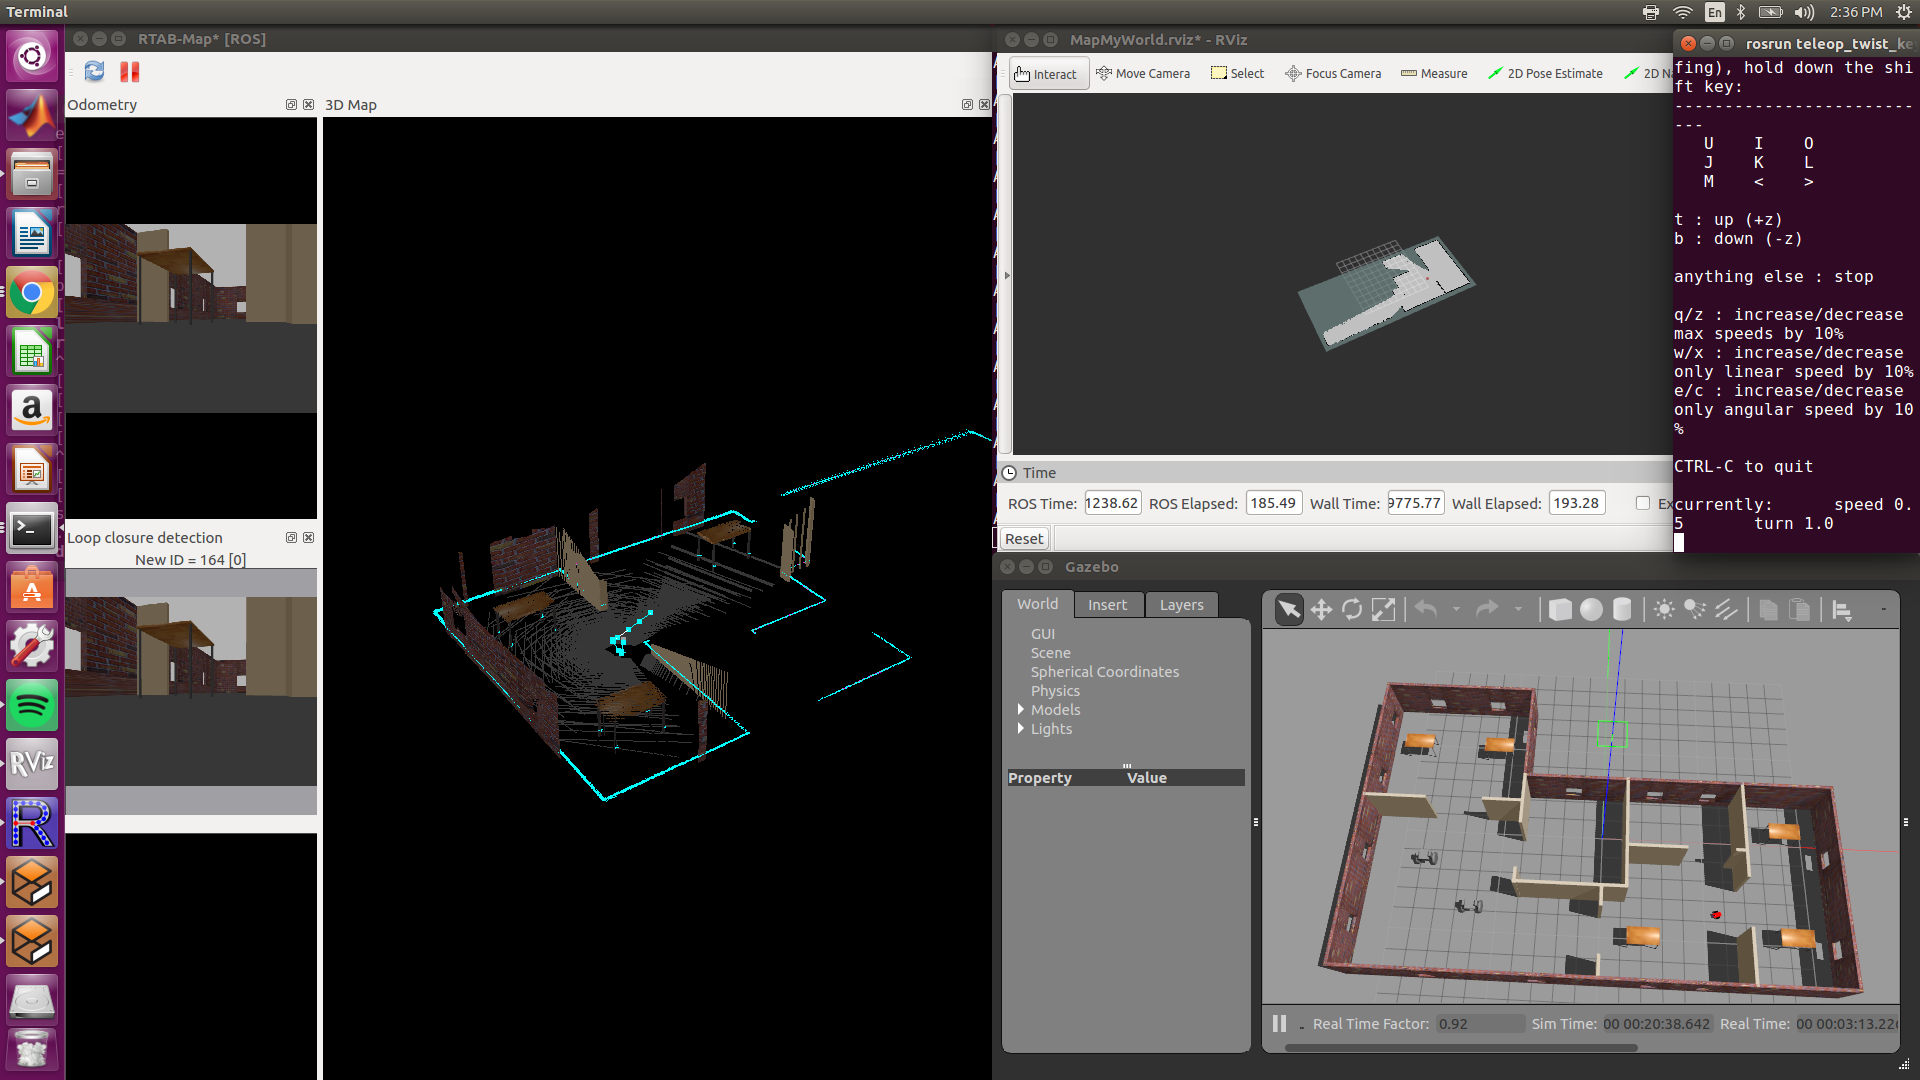 Terminal
En
2:36 PM
RTAB-Map* [ROS]
Odometry
3D Map
Loop closure detection
New ID = 164 [0]
MapMyWorld.rviz* - RViz
Interact
Move Camera
Select
Focus Camera
Measure
2D Pose Estimate
2D N
Time
ROS Time: 1238.62 ROS Elapsed: 185.49 Wall Time: 9775.77 Wall Elapsed: 193.28 Ex
Reset
rosrun teleop_twist_ke
fing), hold down the shi
ft key:
------------------------
---
U I O
J K L
M < >
t : up (+z)
b : down (-z)
anything else : stop
q/z : increase/decrease
max speeds by 10%
w/x : increase/decrease
only linear speed by 10%
e/c : increase/decrease
only angular speed by 10
%
CTRL-C to quit
currently: speed 0.
5 turn 1.0
Gazebo
World Insert Layers
GUI
Scene
Spherical Coordinates
Physics
Models
Lights
Property Value
Real Time Factor: 0.92 Sim Time: 00 00:20:38.642 Real Time: 00 00:03:13.22
a
RViz
R